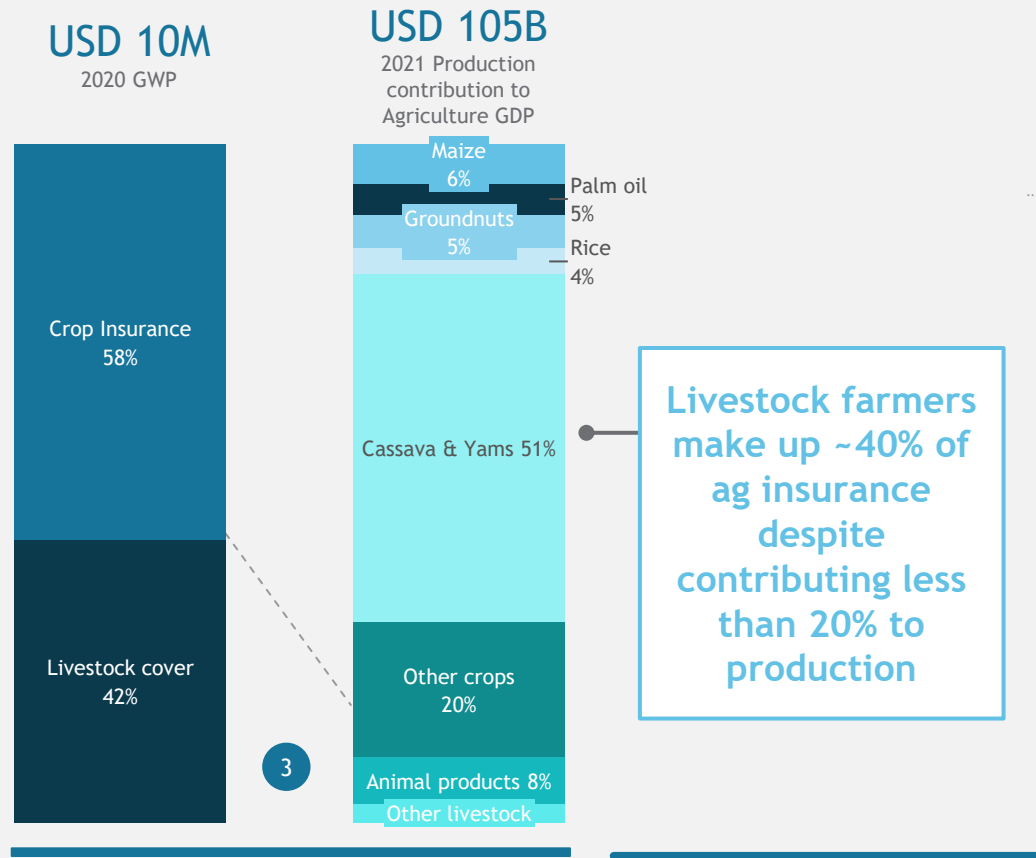 USD 10M
2020 GWP
USD 105B
2021 Production
contribution to
Agriculture GDP
Crop Insurance
58%
Livestock cover
42%
3
Maize
6%
Palm oil
5%
Groundnuts
5%
Rice
4%
Cassava & Yams 51%
Other crops
20%
Animal products 8%
Other livestock
Livestock farmers
make up ~40% of
ag insurance
despite
contributing less
than 20% to
production